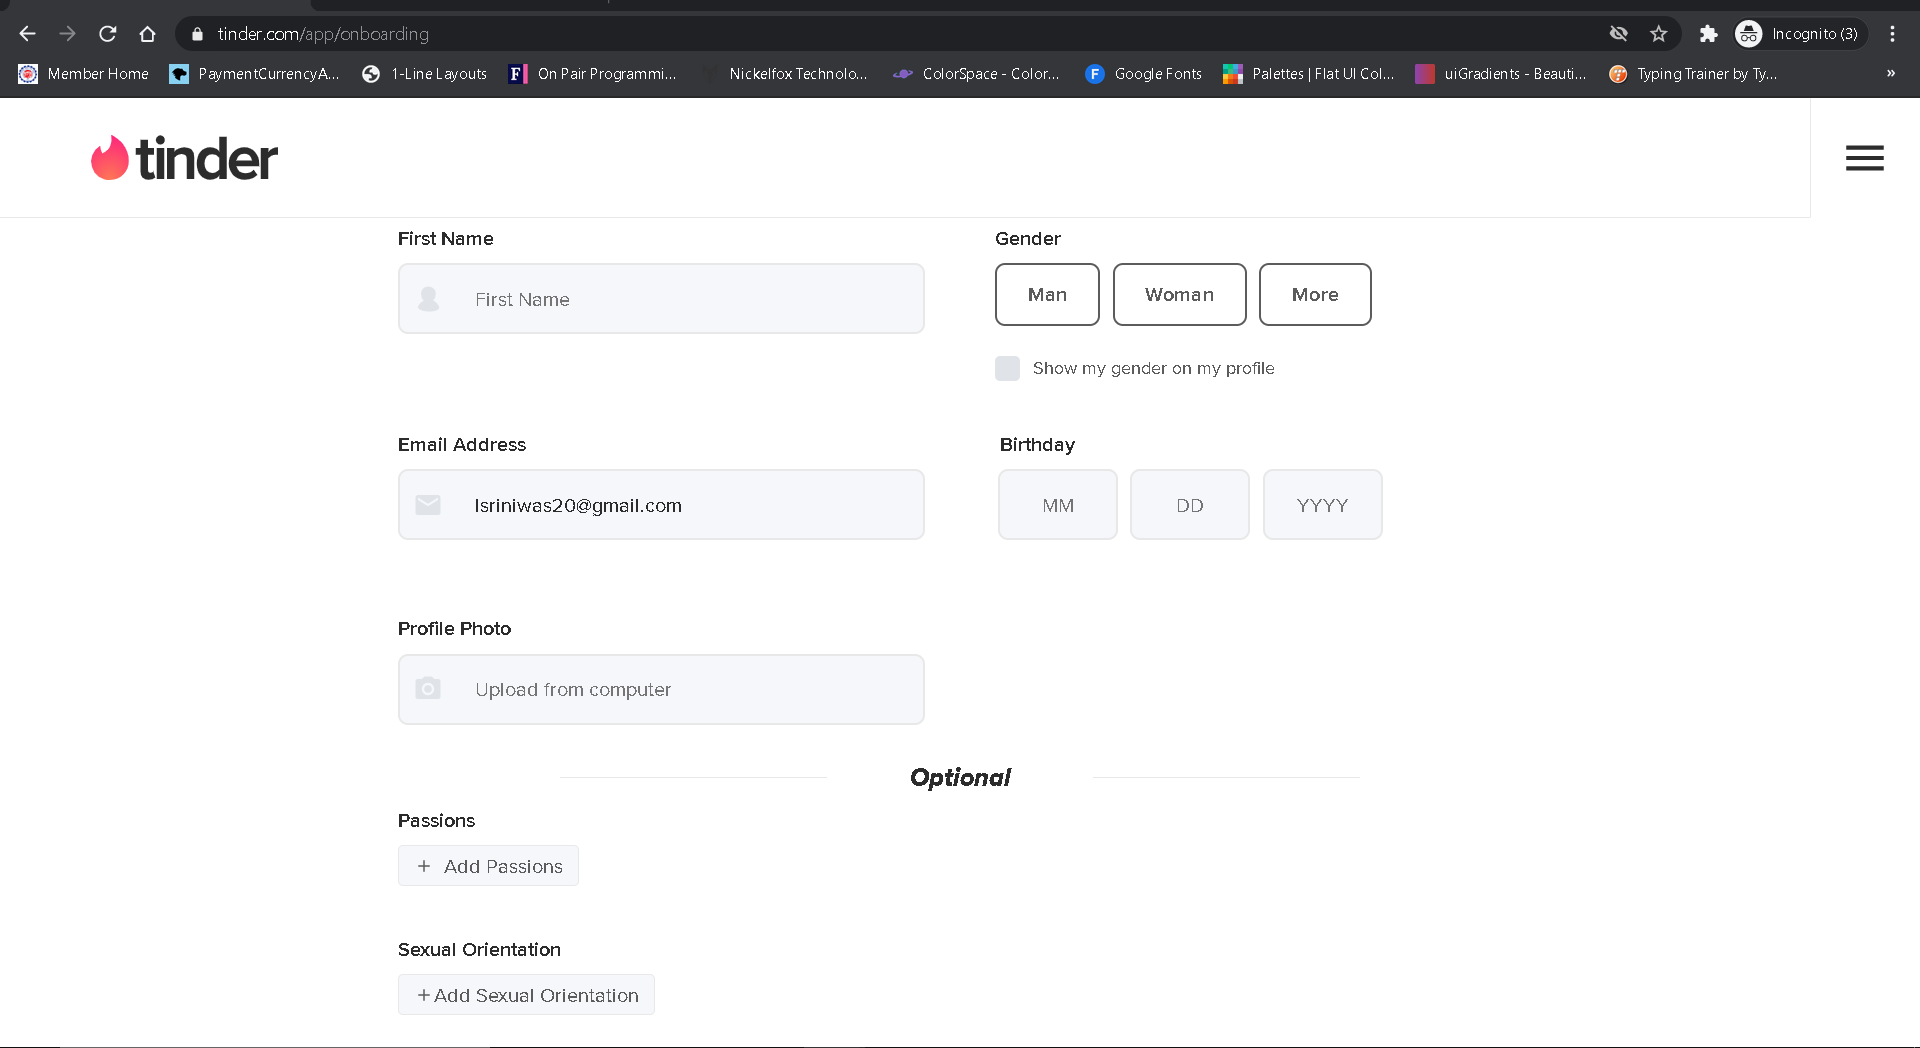 tinder.com/app/onboarding
Incognito (3)
Member Home
PaymentCurrencyA...
1-Line Layouts
On Pair Programmi...
Nickelfox Technolo...
ColorSpace - Color...
Google Fonts
Palettes | Flat UI Col...
uiGradients - Beauti...
Typing Trainer by Ty...
»
tinder
First Name
First Name
Gender
Man
Woman
More
Show my gender on my profile
Email Address
lsriniwas20@gmail.com
Birthday
MM
DD
YYYY
Profile Photo
Upload from computer
Optional
Passions
+ Add Passions
Sexual Orientation
+Add Sexual Orientation